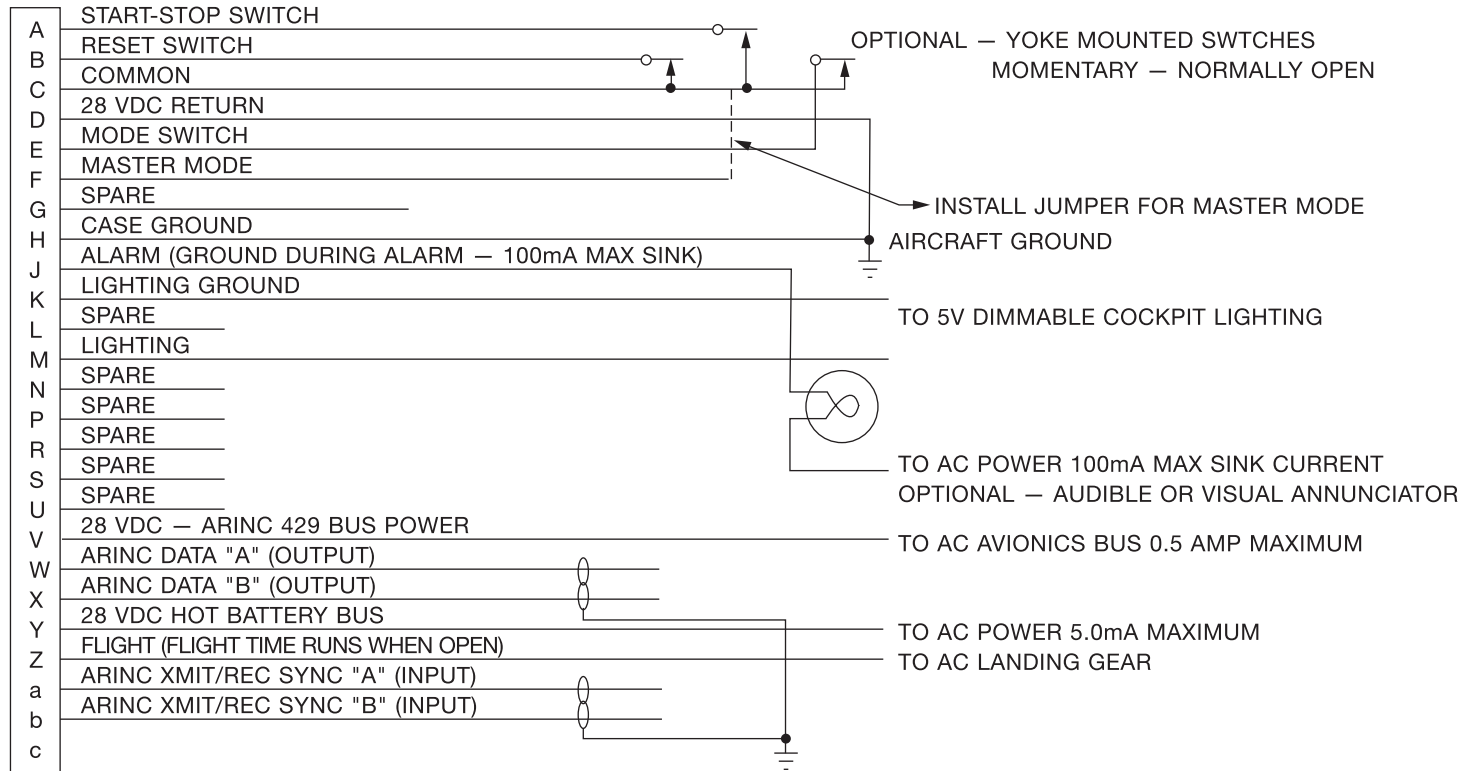 START-STOP SWITCH
A
RESET SWITCH
OPTIONAL — YOKE MOUNTED SWTCHES
B
COMMON
MOMENTARY — NORMALLY OPEN
C
28 VDC RETURN
D
MODE SWITCH
E
MASTER MODE
F
SPARE
INSTALL JUMPER FOR MASTER MODE
G
CASE GROUND
H
AIRCRAFT GROUND
ALARM (GROUND DURING ALARM — 100mA MAX SINK)
J
LIGHTING GROUND
K
SPARE
TO 5V DIMMABLE COCKPIT LIGHTING
L
LIGHTING
M
SPARE
N
SPARE
P
SPARE
R
SPARE
TO AC POWER 100mA MAX SINK CURRENT
S
SPARE
OPTIONAL — AUDIBLE OR VISUAL ANNUNCIATOR
U
28 VDC — ARINC 429 BUS POWER
V
TO AC AVIONICS BUS 0.5 AMP MAXIMUM
ARINC DATA "A" (OUTPUT)
W
ARINC DATA "B" (OUTPUT)
X
28 VDC HOT BATTERY BUS
Y
TO AC POWER 5.0mA MAXIMUM
FLIGHT (FLIGHT TIME RUNS WHEN OPEN)
Z
TO AC LANDING GEAR
ARINC XMIT/REC SYNC "A" (INPUT)
a
ARINC XMIT/REC SYNC "B" (INPUT)
b
c